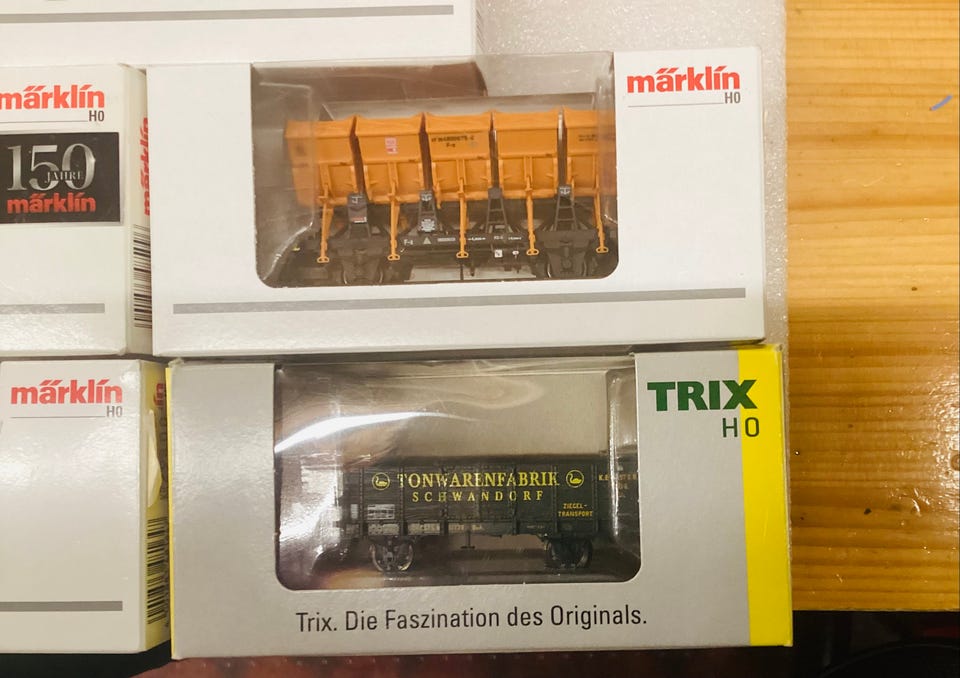 märklin
H0
150
JAHRE
märklin
märklin
märklin
H0
F-z
märklin
H0
TRIX
H0
TONWARENFABRIK
SCHWANDORF
ZIEGEL-
TRANSPORT
Trix. Die Faszination des Originals.